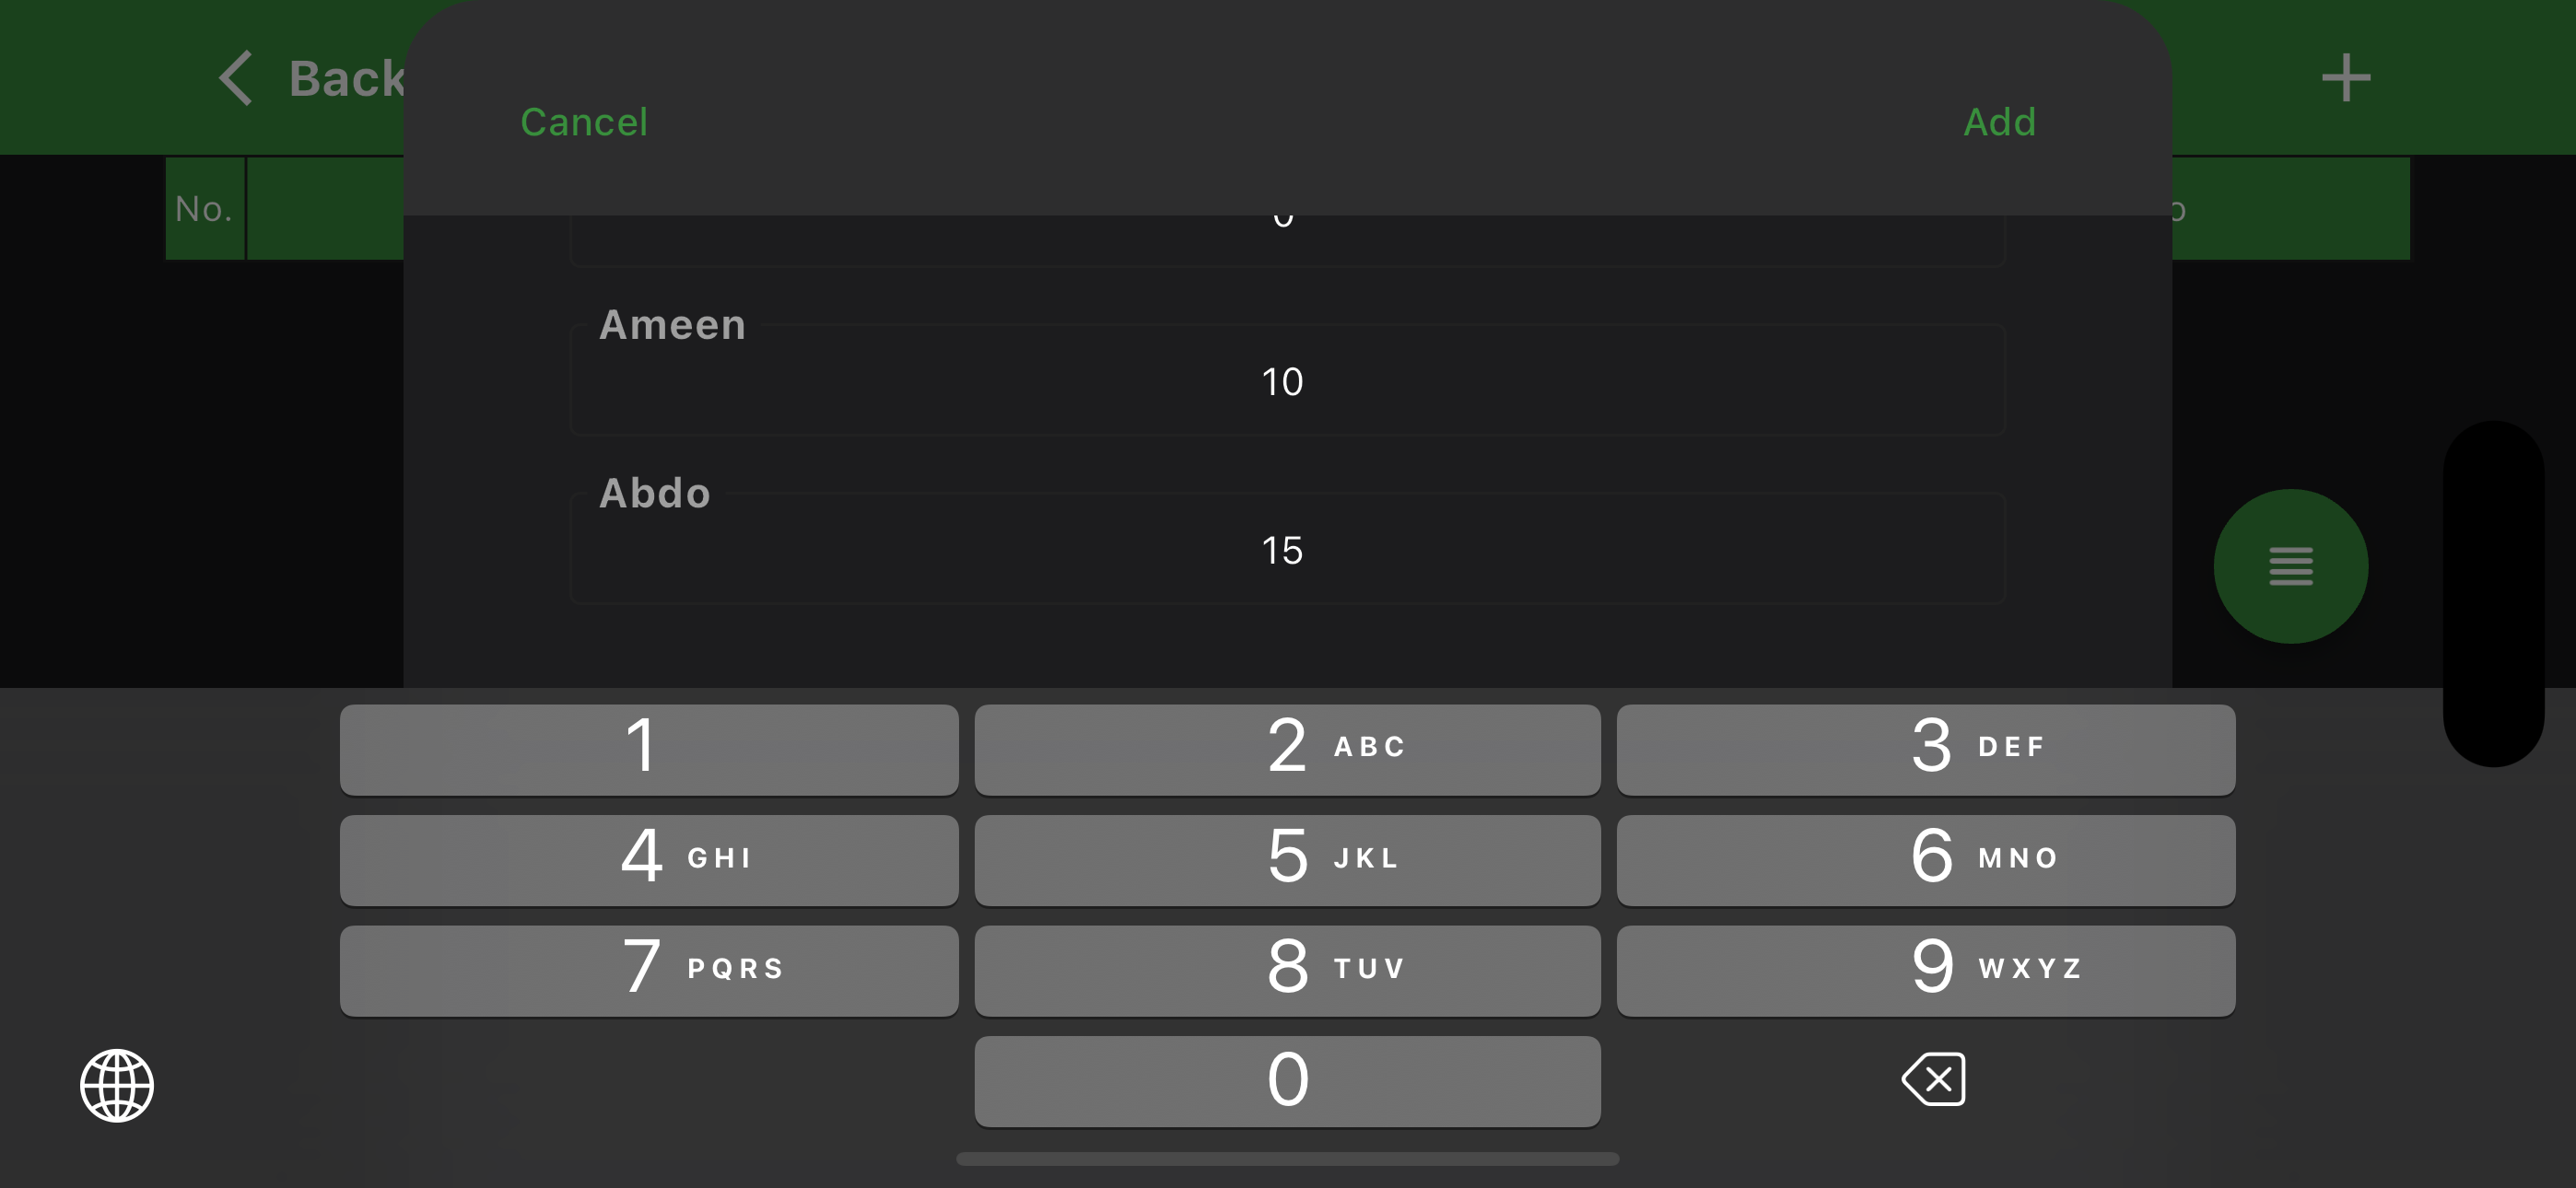 Back
Cancel
Add
No.
Ameen
10
Abdo
15
1
2 ABC
3 DEF
4 GHI
5 JKL
6 MNO
7 PQRS
8 TUV
9 WXYZ
0